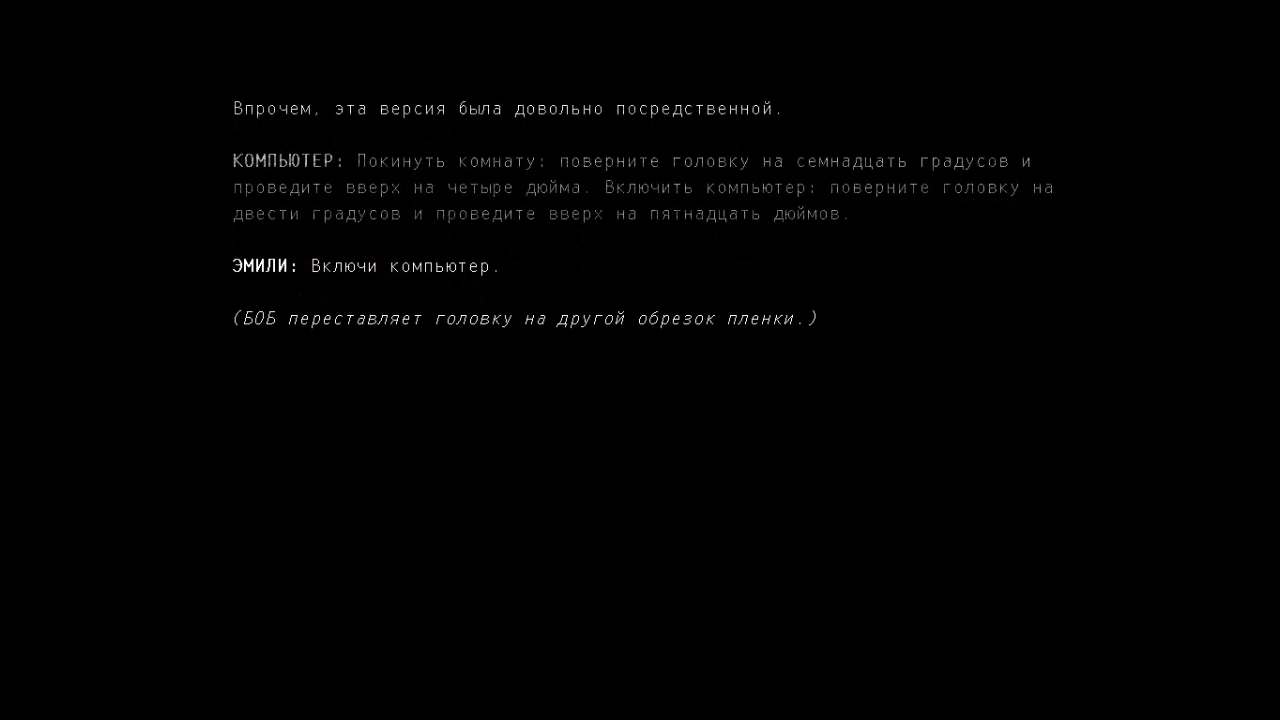 Впрочем, эта версия была довольно посредственной.
КОМПЬЮТЕР: Покинуть комнату: поверните головку на семнадцать градусов и
проведите вверх на четыре дюйма. Включить компьютер: поверните головку на
двести градусов и проведите вверх на пятнадцать дюймов.
ЭМИЛИ: Включи компьютер.
(БОБ переставляет головку на другой обрезок пленки.)